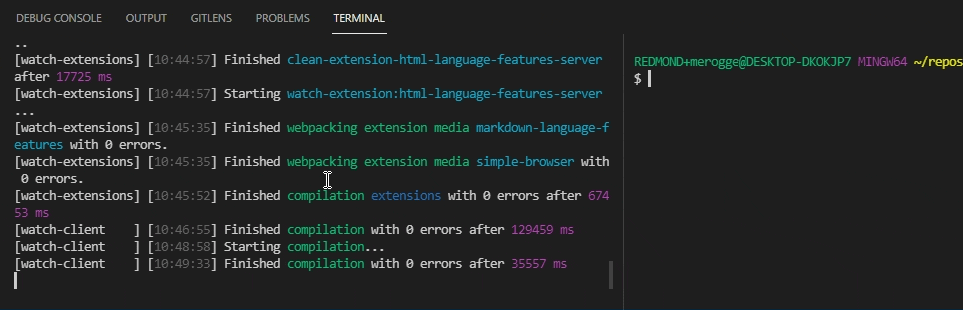 DEBUG CONSOLE OUTPUT GITLENS PROBLEMS TERMINAL
..
[watch-extensions] [10:44:57] Finished clean-extension-html-language-features-server
after 17725 ms
[watch-extensions] [10:44:57] Starting watch-extension:html-language-features-server
...
[watch-extensions] [10:45:35] Finished webpacking extension media markdown-language-f
eatures with 0 errors.
[watch-extensions] [10:45:35] Finished webpacking extension media simple-browser with
 0 errors.
[watch-extensions] [10:45:52] Finished compilation extensions with 0 errors after 674
53 ms
[watch-client    ] [10:46:55] Finished compilation with 0 errors after 129459 ms
[watch-client    ] [10:48:58] Starting compilation...
[watch-client    ] [10:49:33] Finished compilation with 0 errors after 35557 ms
REDMOND+merogge@DESKTOP-DKOKJP7 MINGW64 ~/repos
$